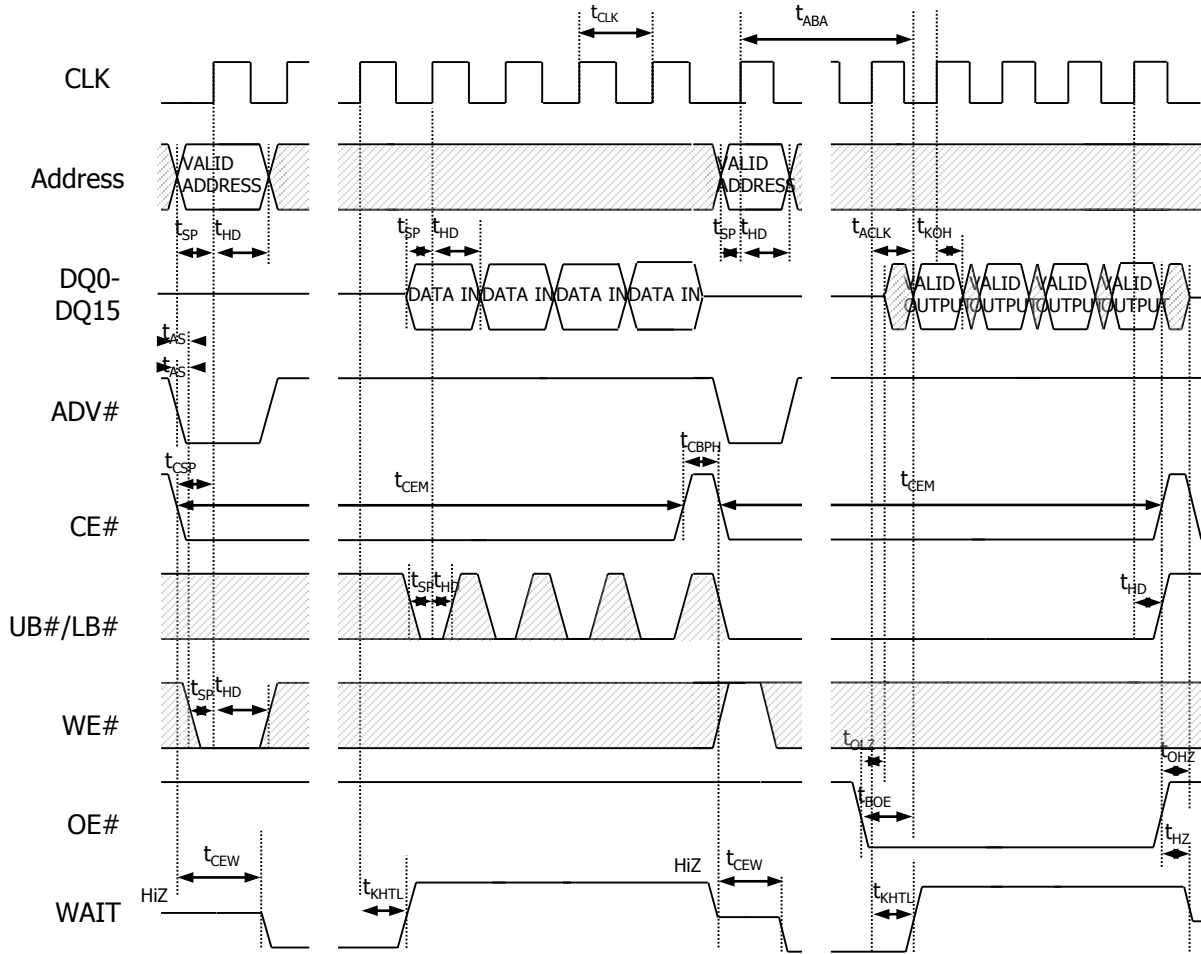 tCLK
tABA
CLK
Address
VALID
ADDRESS
VALID
ADDRESS
tSP
tHD
tSP
tHD
tSP
tHD
tACLK
tKOH
DQ0-
DQ15
DATA IN
DATA IN
DATA IN
DATA IN
VALID
OUTPUT
VALID
OUTPUT
VALID
OUTPUT
VALID
OUTPUT
tAS
tAS
ADV#
tCBPH
tCSP
tCEM
tCEM
CE#
tSP
tHD
tHD
UB#/LB#
tSP
tHD
WE#
tOLZ
tOHZ
tBOE
OE#
tHZ
tCEW
HiZ
tCEW
HiZ
tKHTL
tKHTL
WAIT